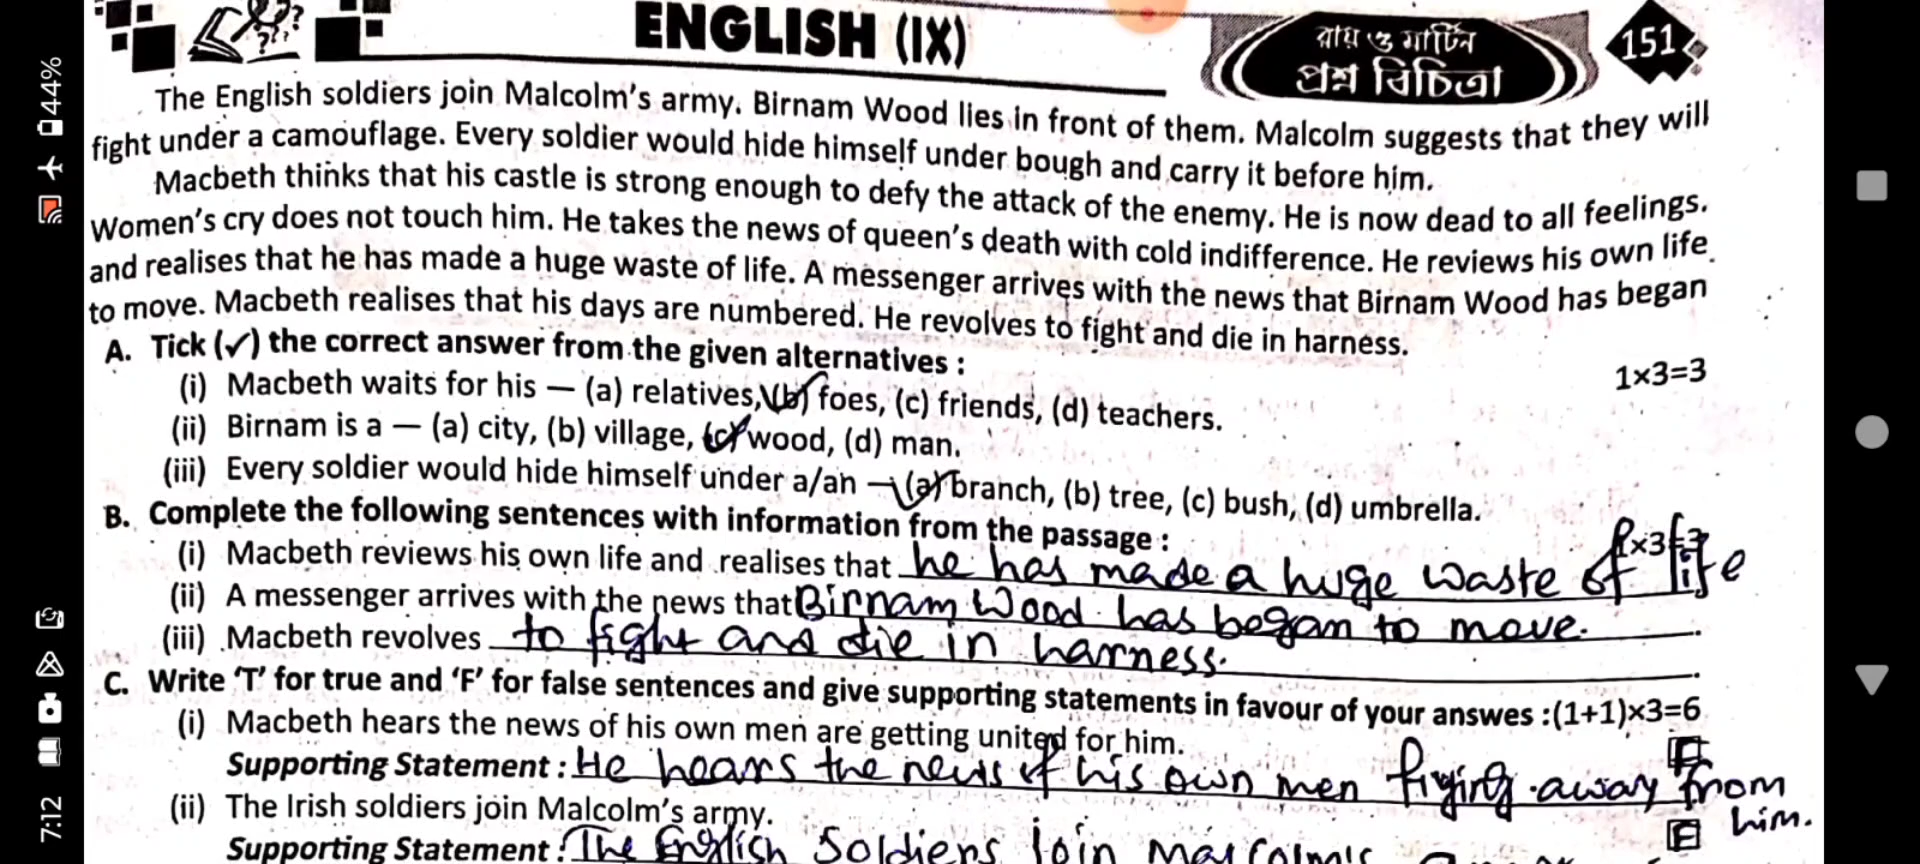 44%
7:12
ENGLISH (IX)
রায় ও মার্টিন
প্রশ্ন বিচিত্রা
151
The English soldiers join Malcolm's army. Birnam Wood lies in front of them. Malcolm suggests that they will
fight under a camouflage. Every soldier would hide himself under bough and carry it before him.
Macbeth thinks that his castle is strong enough to defy the attack of the enemy. He is now dead to all feelings.
Women's cry does not touch him. He takes the news of queen's death with cold indifference. He reviews his own life
and realises that he has made a huge waste of life. A messenger arrives with the news that Birnam Wood has began
to move. Macbeth realises that his days are numbered. He revolves to fight and die in harness.
A. Tick (✓) the correct answer from the given alternatives : 1×3=3
(i) Macbeth waits for his — (a) relatives, (b) foes, (c) friends, (d) teachers.
(ii) Birnam is a — (a) city, (b) village, (c) wood, (d) man.
(iii) Every soldier would hide himself under a/an — (a) branch, (b) tree, (c) bush, (d) umbrella.
B. Complete the following sentences with information from the passage : 1×3=3
(i) Macbeth reviews his own life and realises that he has made a huge waste of life
(ii) A messenger arrives with the news that Birnam Wood has began to move.
(iii) Macbeth revolves to fight and die in harness.
C. Write 'T' for true and 'F' for false sentences and give supporting statements in favour of your answes :(1+1)×3=6
(i) Macbeth hears the news of his own men are getting united for him. F
Supporting Statement : He hears the news of his own men flying away from him.
(ii) The Irish soldiers join Malcolm's army. F
Supporting Statement : The English Soldiers join Malcolm's